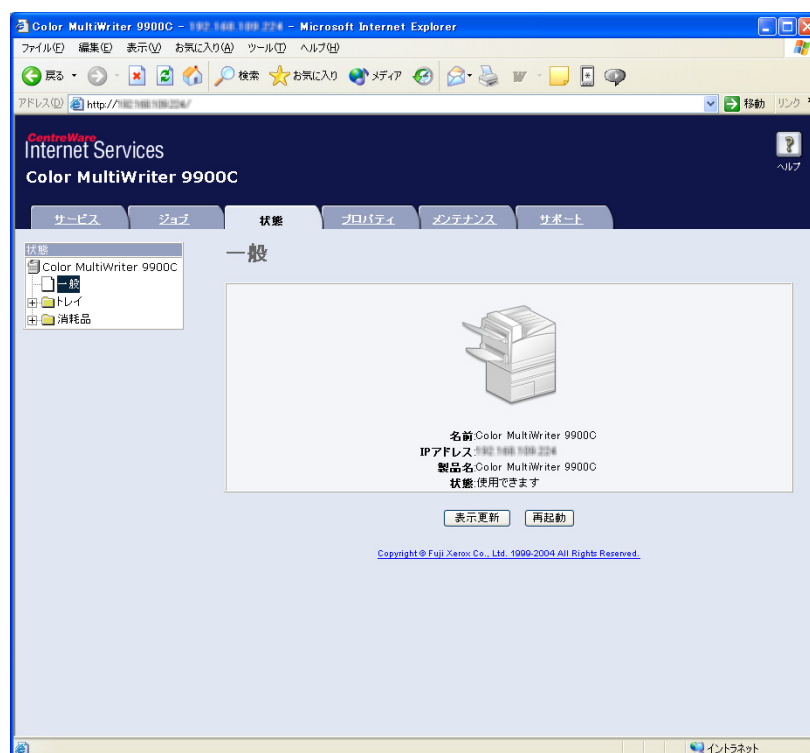 Color MultiWriter 9900C - - Microsoft Internet Explorer
ファイル(F) 編集(E) 表示(V) お気に入り(A) ツール(T) ヘルプ(H)
戻る 検索 お気に入り メディア
アドレス(D) http:// 移動 リンク
CentreWare
Internet Services
Color MultiWriter 9900C
ヘルプ
サービス ジョブ 状態 プロパティ メンテナンス サポート
状態
Color MultiWriter 9900C
一般
トレイ
消耗品
一般
名前:Color MultiWriter 9900C
IPアドレス:
製品名:Color MultiWriter 9900C
状態:使用できます
表示更新 再起動
Copyright © Fuji Xerox Co., Ltd. 1999-2004 All Rights Reserved.
イントラネット